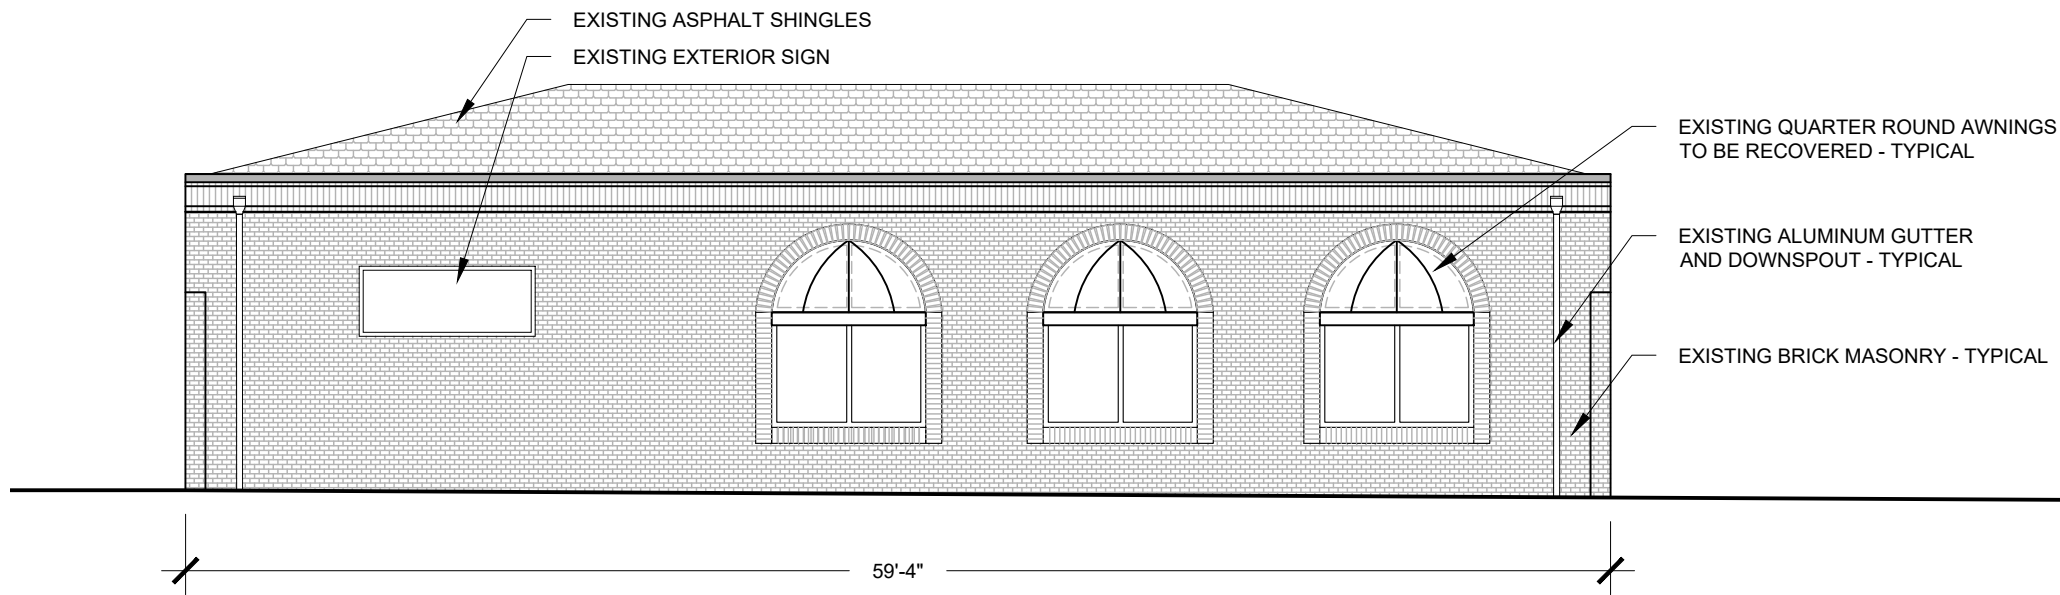 EXISTING ASPHALT SHINGLES
EXISTING EXTERIOR SIGN
EXISTING QUARTER ROUND AWNINGS
TO BE RECOVERED - TYPICAL
EXISTING ALUMINUM GUTTER
AND DOWNSPOUT - TYPICAL
EXISTING BRICK MASONRY - TYPICAL
59'-4"